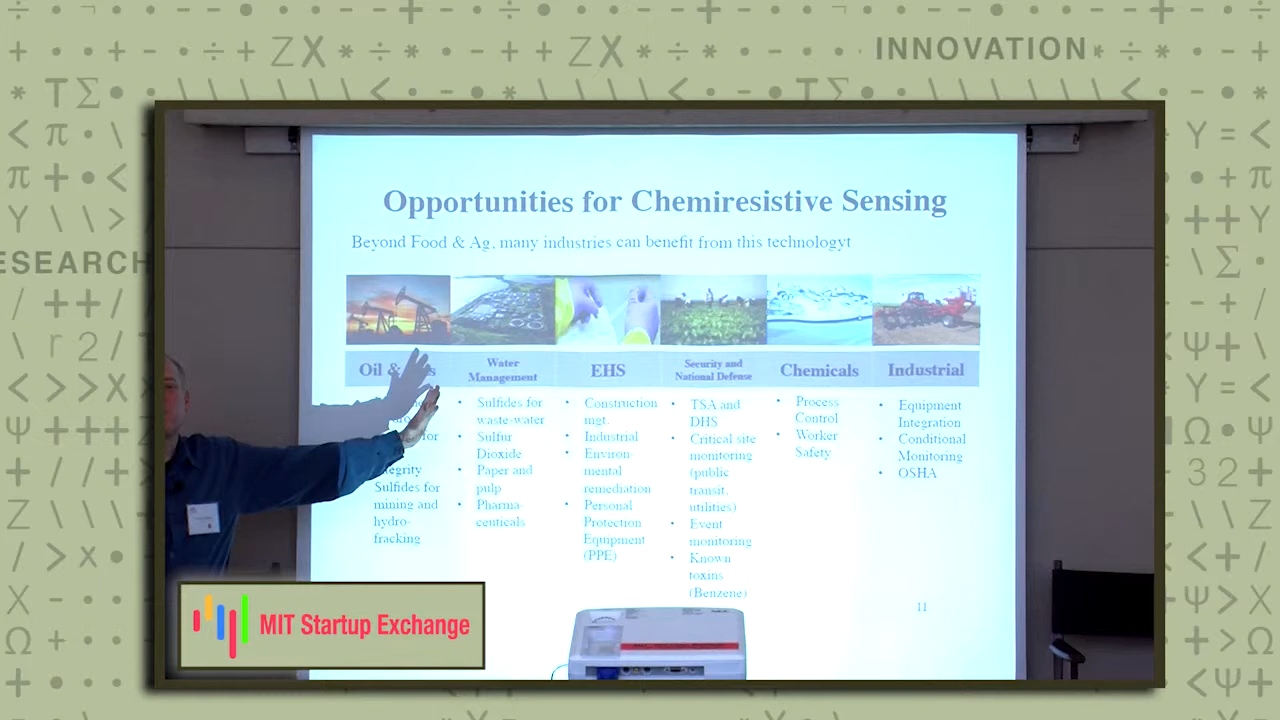 INNOVATION
ESEARCH
Opportunities for Chemiresistive Sensing
Beyond Food & Ag, many industries can benefit from this technologyt
Oil &
Water
Management
EHS
Security and
National Defense
Chemicals
Industrial
for
Sulfides for
mining and
hydro-
fracking
• Sulfides for
waste-water
• Sulfur
Dioxide
• Paper and
pulp
• Pharma-
ceuticals
• Construction
mgt.
• Industrial
• Environ-
mental
remediation
• Personal
Protection
Equipment
(PPE)
• TSA and
DHS
• Critical site
monitoring
(public
transit,
utilities)
• Event
monitoring
• Known
toxins
(Benzene)
• Process
Control
• Worker
Safety
• Equipment
Integration
• Conditional
Monitoring
• OSHA
11
MIT Startup Exchange